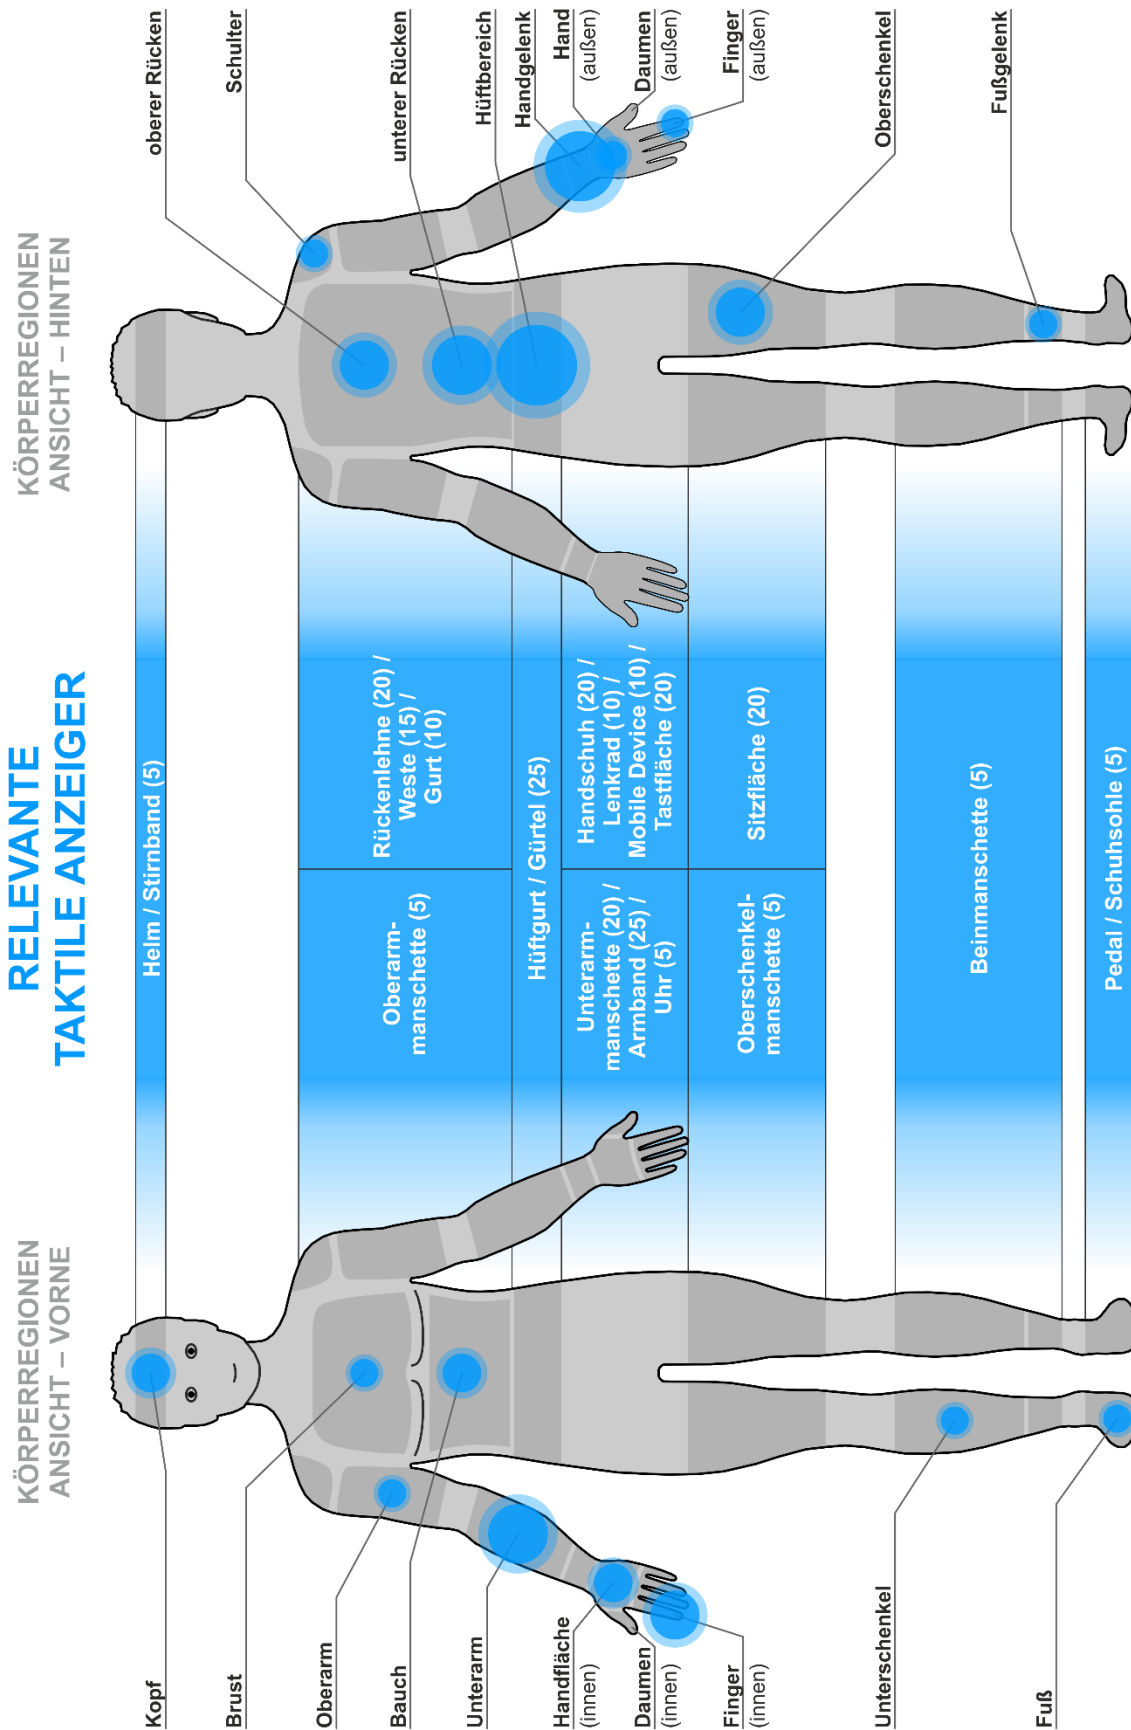 RELEVANTE
TAKTILE ANZEIGER
KÖRPERREGIONEN
ANSICHT – VORNE
KÖRPERREGIONEN
ANSICHT – HINTEN
Kopf
Brust
Oberarm
Bauch
Unterarm
Handfläche
(innen)
Daumen
(innen)
Finger
(innen)
Unterschenkel
Fuß
Helm / Stirnband (5)
Oberarm-
manschette (5)
Rückenlehne (20) /
Weste (15) /
Gurt (10)
Hüftgurt / Gürtel (25)
Unterarm-
manschette (20) /
Armband (25) /
Uhr (5)
Handschuh (20) /
Lenkrad (10) /
Mobile Device (10) /
Tastfläche (20)
Oberschenkel-
manschette (5)
Sitzfläche (20)
Beinmanschette (5)
Pedal / Schuhsohle (5)
oberer Rücken
Schulter
unterer Rücken
Hüftbereich
Handgelenk
Hand
(außen)
Daumen
(außen)
Finger
(außen)
Oberschenkel
Fußgelenk